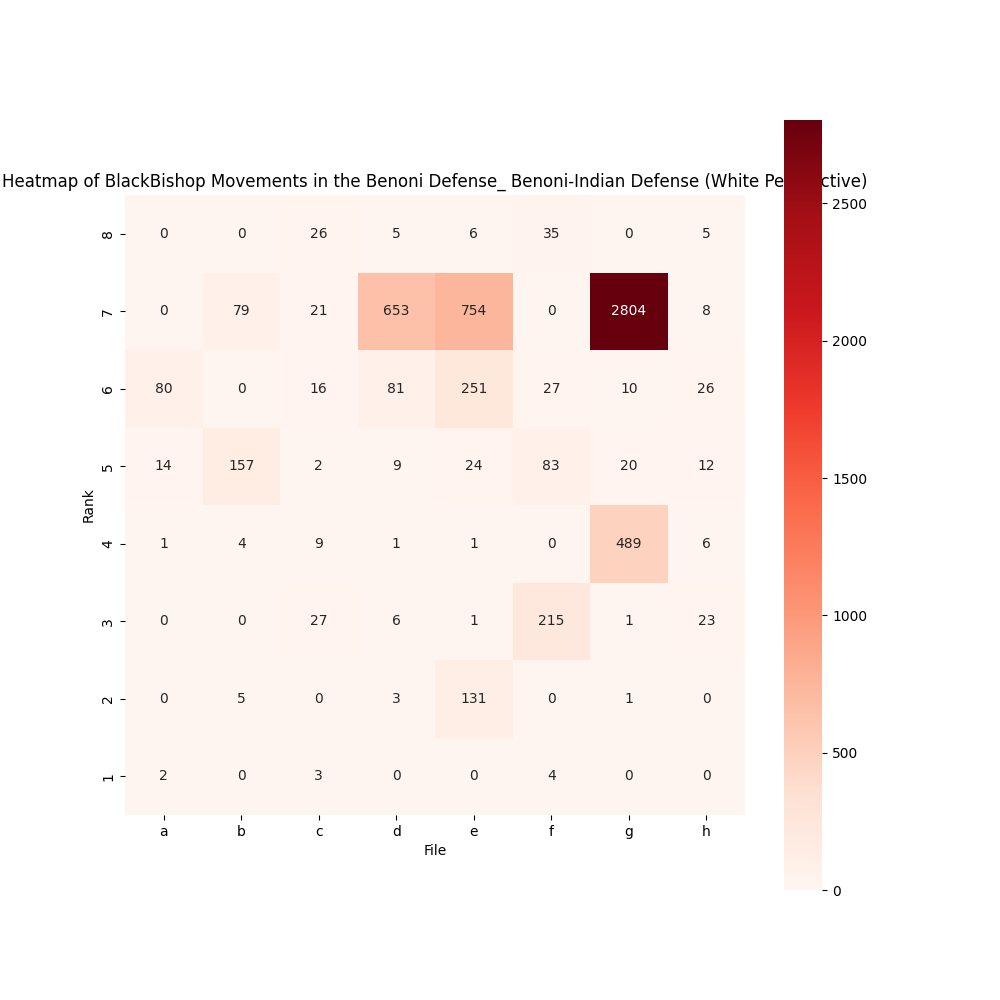 Heatmap of BlackBishop Movements in the Benoni Defense_ Benoni-Indian Defense (White Pe ctive)
8 0 0 26 5 6 35 0 5
2500
7 0 79 21 653 754 0 2804 8
2000
6 80 0 16 81 251 27 10 26
5 14 157 2 9 24 83 20 12
1500
Rank
4 1 4 9 1 1 0 489 6
1000
3 0 0 27 6 1 215 1 23
2 0 5 0 3 131 0 1 0
500
1 2 0 3 0 0 4 0 0
a b c d e f g h
File
0